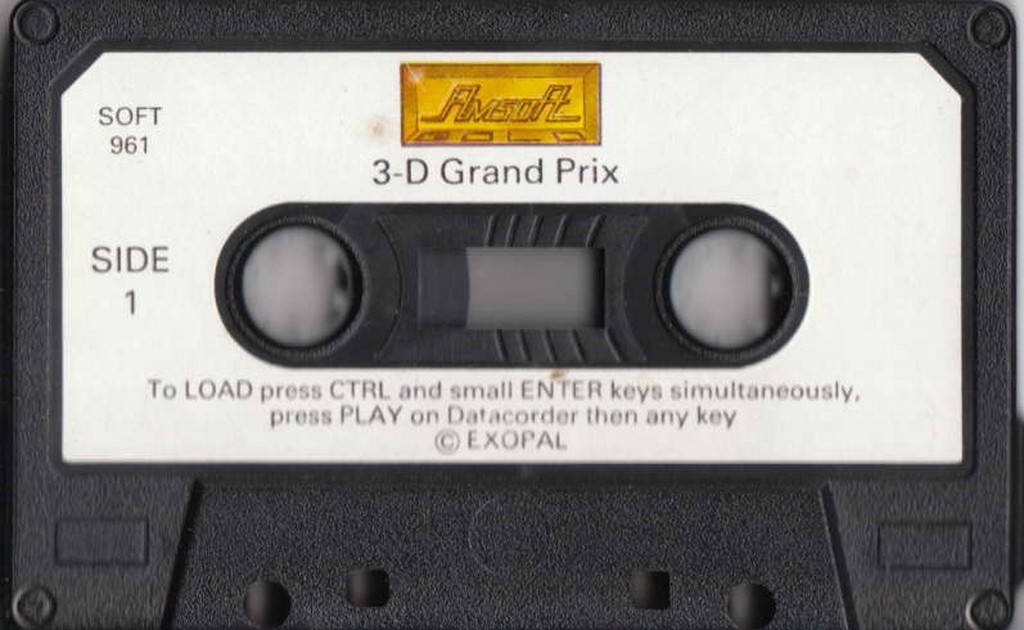 Amsoft
GOLD
SOFT
961
3-D Grand Prix
SIDE
1
To LOAD press CTRL and small ENTER keys simultaneously,
press PLAY on Datacorder then any key
© EXOPAL